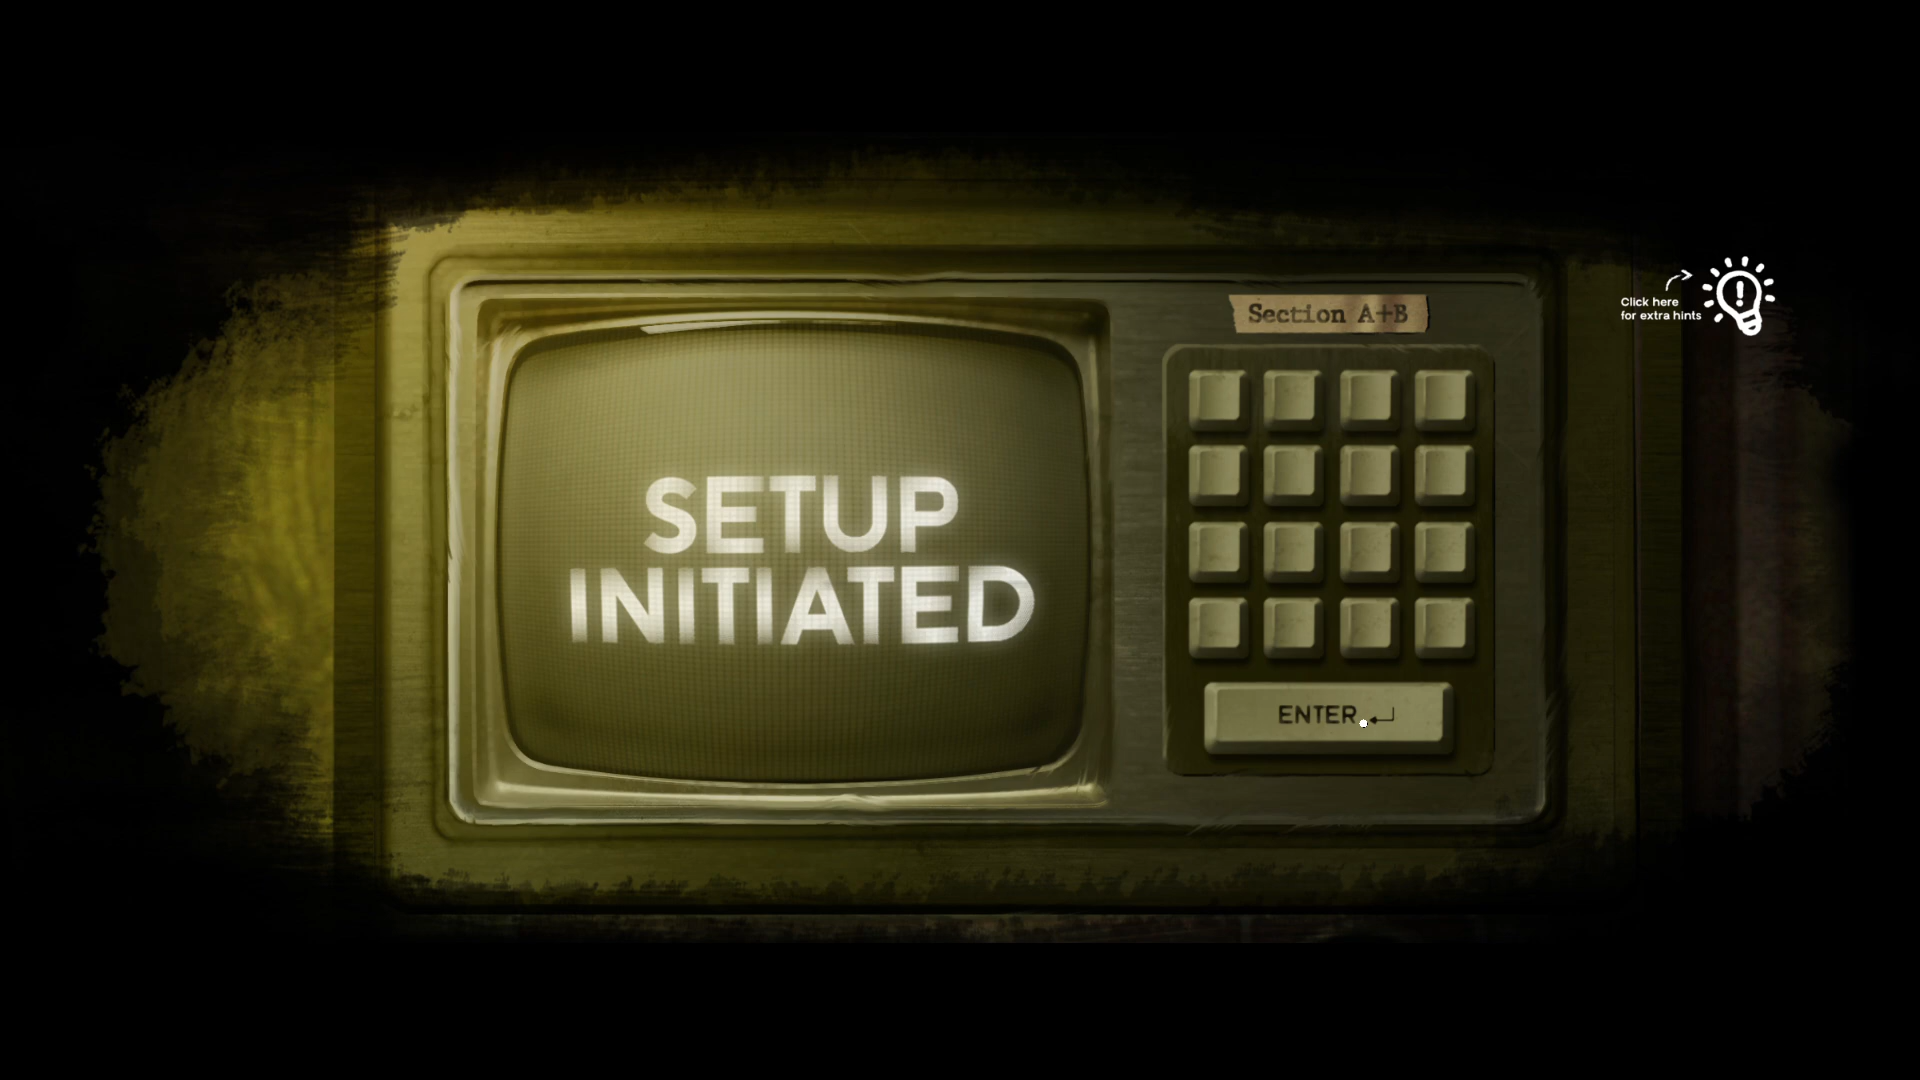 Section A+B
Click here
for extra hints
SETUP
INITIATED
ENTER